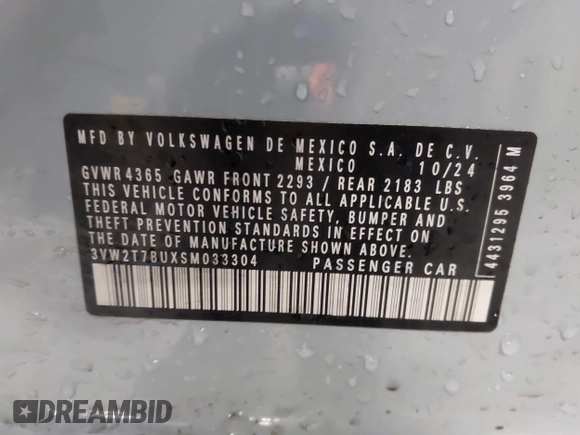 MFD BY VOLKSWAGEN DE MEXICO S.A. DE C.V.
MEXICO 10/24
GVWR 4365 GAWR FRONT 2293 / REAR 2183 LBS
THIS VEHICLE CONFORMS TO ALL APPLICABLE U.S.
FEDERAL MOTOR VEHICLE SAFETY, BUMPER AND
THEFT PREVENTION STANDARDS IN EFFECT ON
THE DATE OF MANUFACTURE SHOWN ABOVE.
3VW2T7BUXSM033304 PASSENGER CAR
4431295 3964 M
DREAMBID